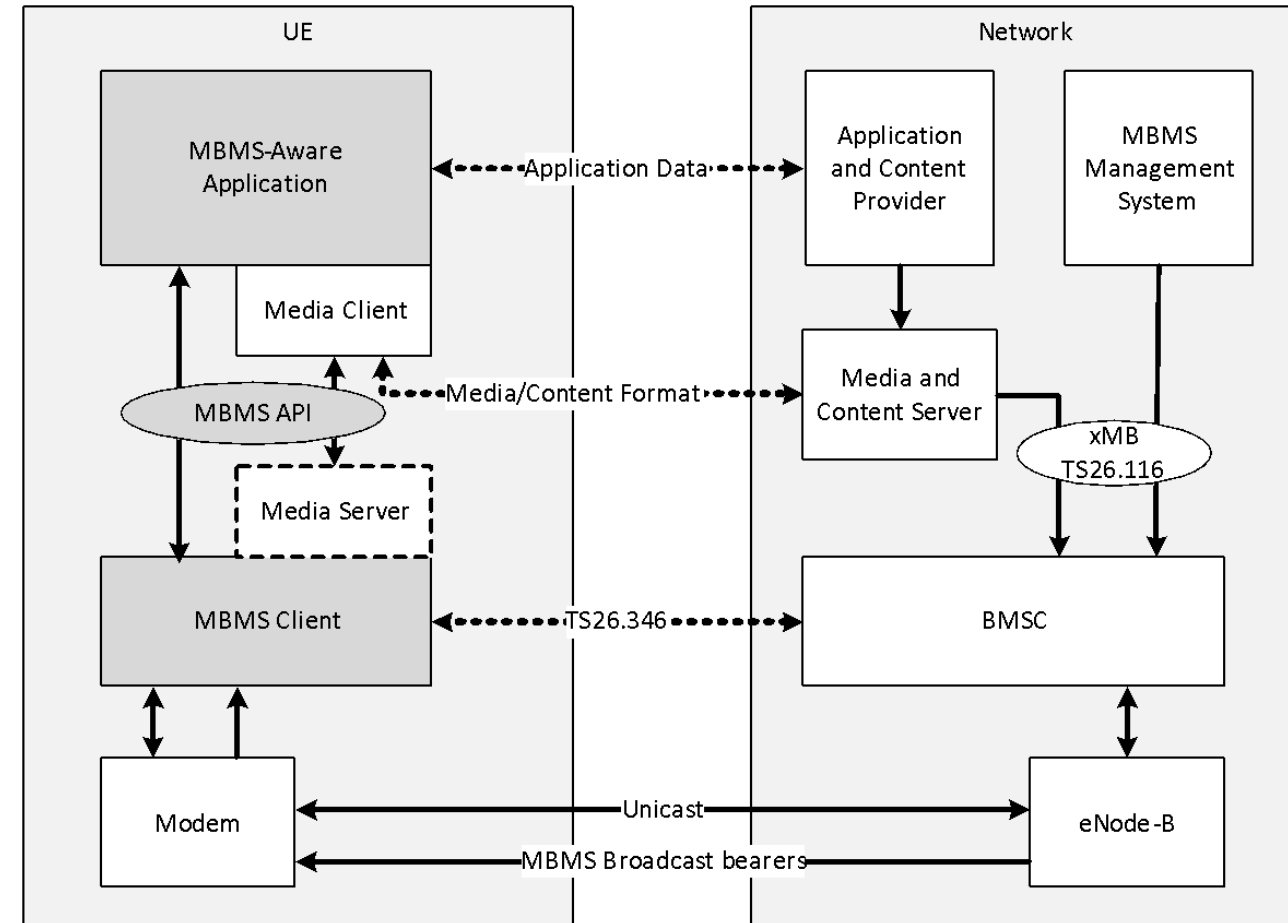 UE
Network
MBMS-Aware
Application
Application Data
Application
and Content
Provider
MBMS
Management
System
Media Client
Media/Content Format
Media and
Content Server
MBMS API
xMB
TS26.116
Media Server
MBMS Client
TS26.346
BMSC
Modem
Unicast
eNode-B
MBMS Broadcast bearers